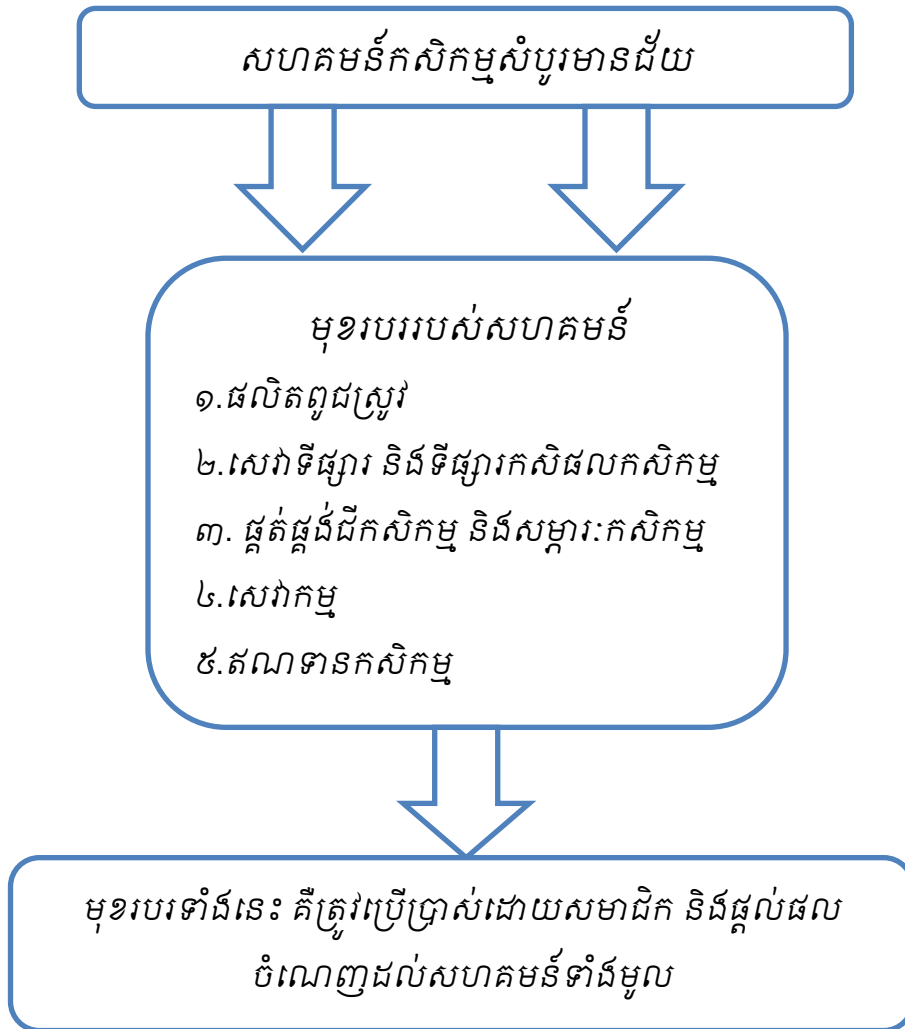 សហគមន៍កសិកម្មសំបូរមានជ័យ
មុខរបររបស់សហគមន៍
១.ផលិតពូជស្រូវ
២.សេវាទីផ្សារ និងទីផ្សារកសិផលកសិកម្ម
៣. ផ្គត់ផ្គង់ជីកសិកម្ម និងសម្ភារៈកសិកម្ម
៤.សេវាកម្ម
៥.ឥណទានកសិកម្ម
មុខរបរទាំងនេះ គឺត្រូវប្រើប្រាស់ដោយសមាជិក និងផ្តល់ផល
ចំណេញដល់សហគមន៍ទាំងមូល